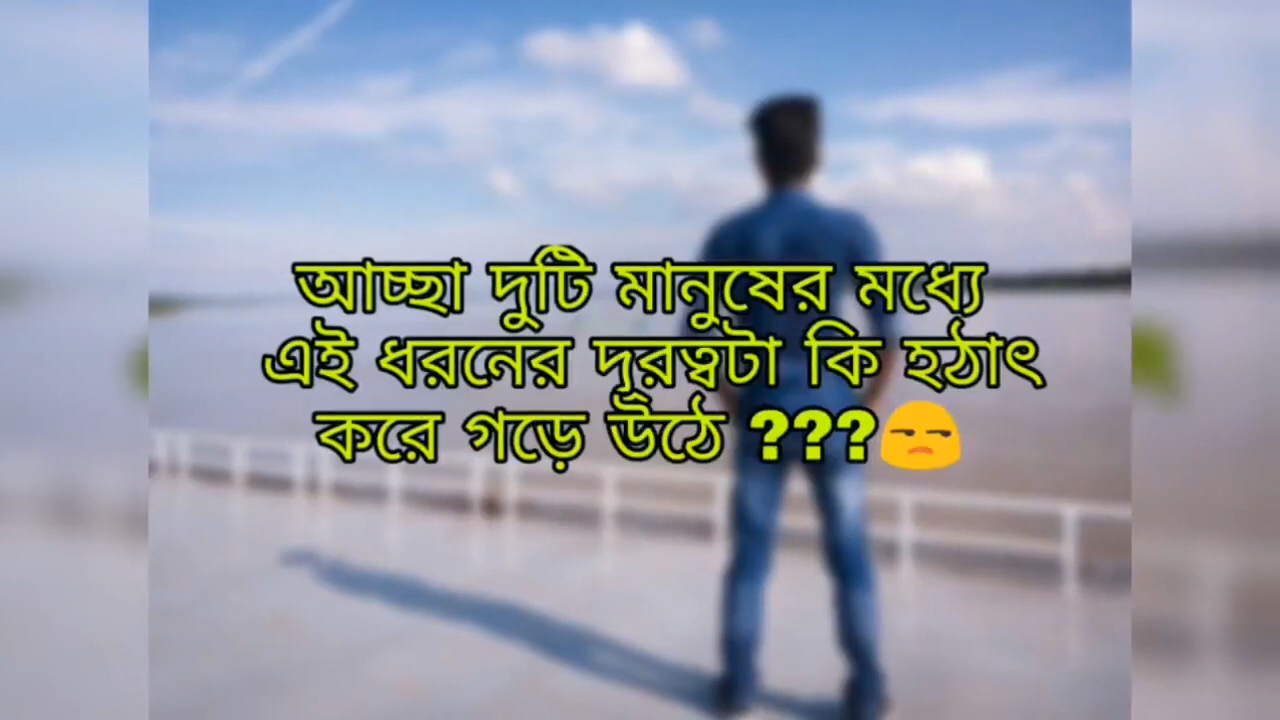 আচ্ছা দুটি মানুষের মধ্যে
এই ধরনের দূরত্বটা কি হঠাৎ
করে গড়ে উঠে ???😒